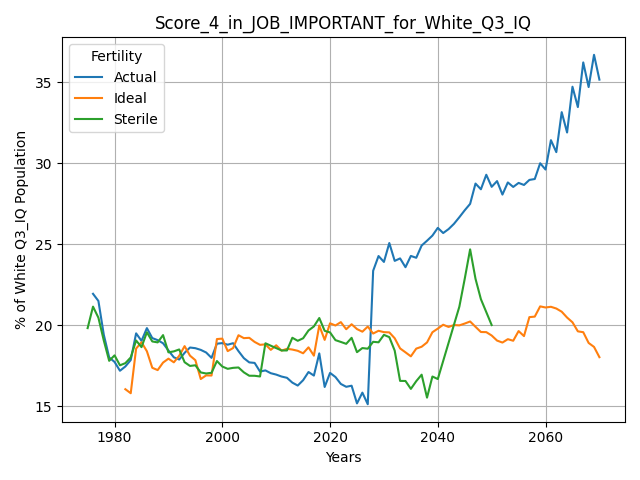 Score_4_in_JOB_IMPORTANT_for_White_Q3_IQ
Fertility
Actual
Ideal
Sterile
% of White Q3_IQ Population
35
30
25
20
15
1980
2000
2020
2040
2060
Years